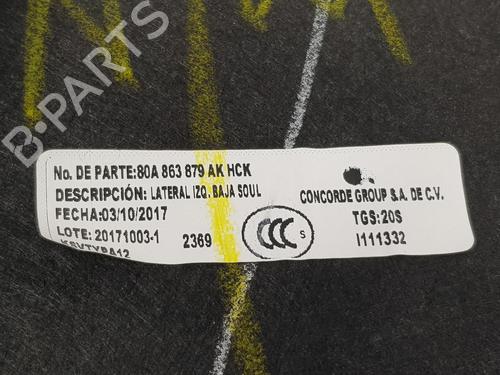 B-PARTS
No. DE PARTE:80A 863 879 AK HCK
DESCRIPCIÓN: LATERAL IZQ. BAJA SOUL
FECHA:03/10/2017
LOTE: 20171003-1
2369
CCC S
CONCORDE GROUP S.A. DE C.V.
TGS:20S
I111332